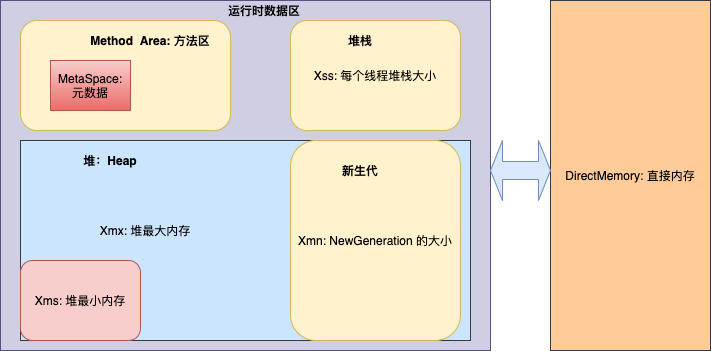 运行时数据区
Method Area: 方法区
MetaSpace:
元数据
堆栈
Xss: 每个线程堆栈大小
堆：Heap
Xmx: 堆最大内存
Xms: 堆最小内存
新生代
Xmn: NewGeneration 的大小
DirectMemory: 直接内存